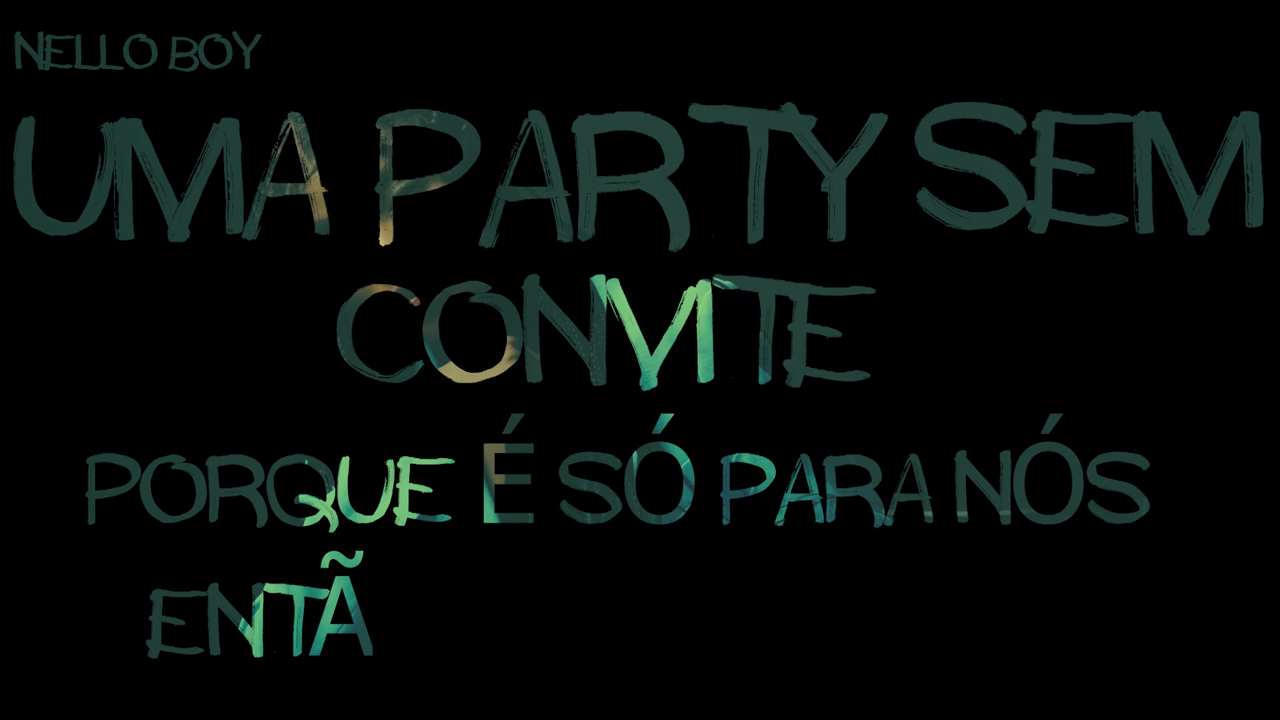 NELLO BOY
UMA PARTY SEM
CONVITE
PORQUE É SÓ PARA NÓS
ENTÃ